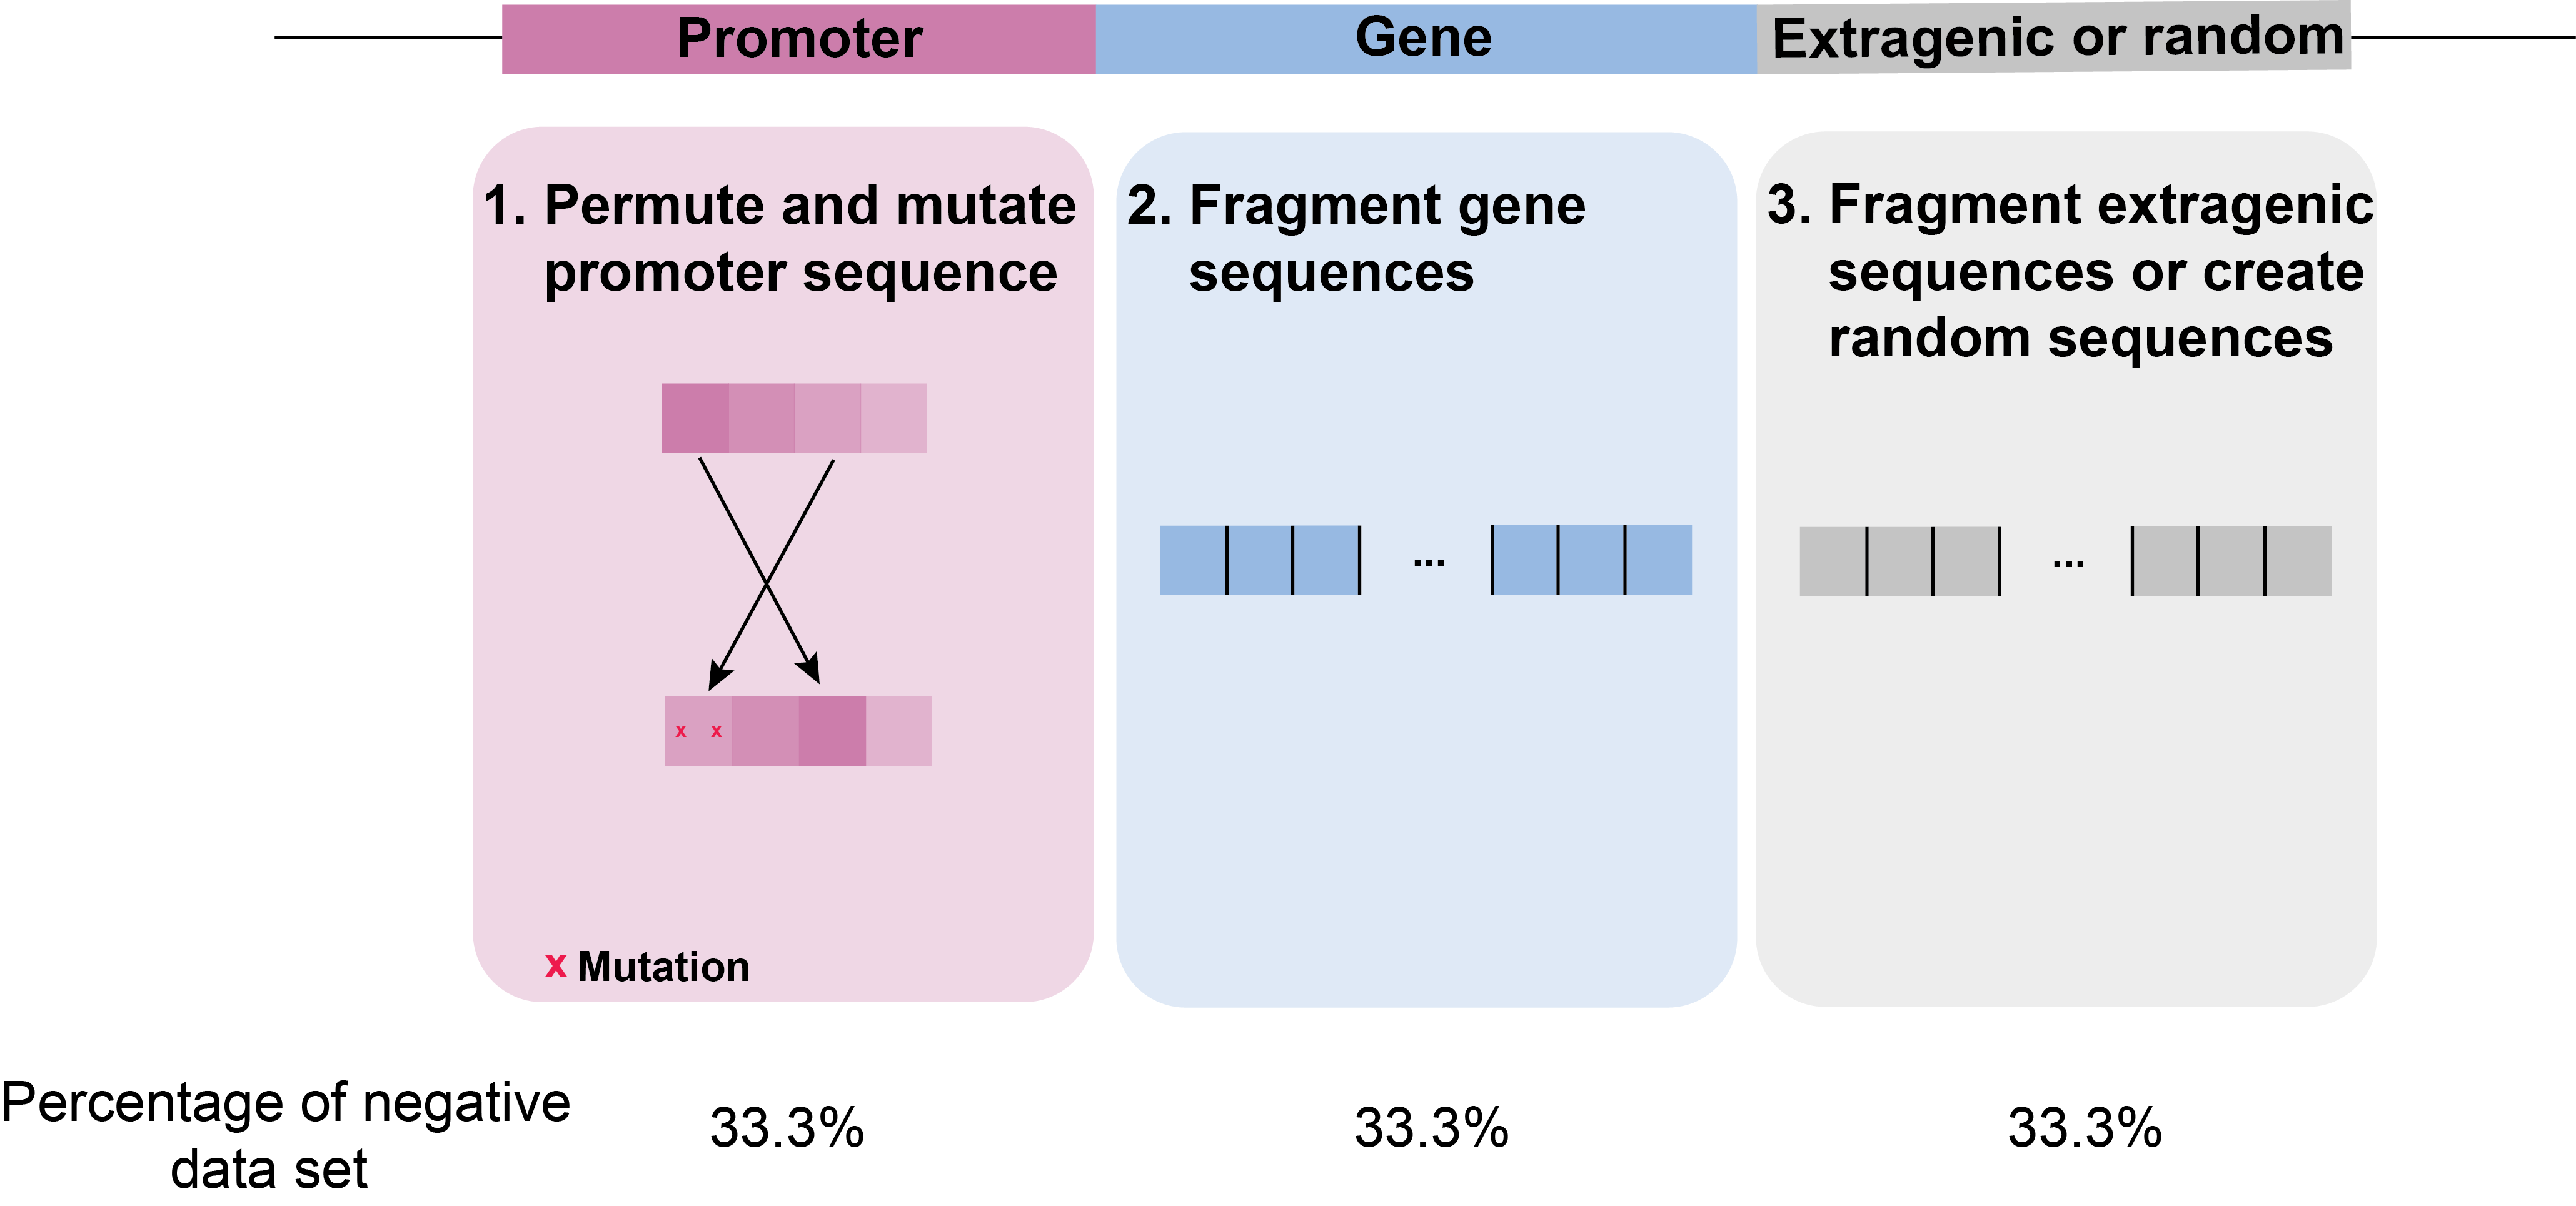 Promoter
Gene
Extragenic or random
1. Permute and mutate
promoter sequence
x x
x Mutation
2. Fragment gene
sequences
...
3. Fragment extragenic
sequences or create
random sequences
...
Percentage of negative
data set
33.3%
33.3%
33.3%